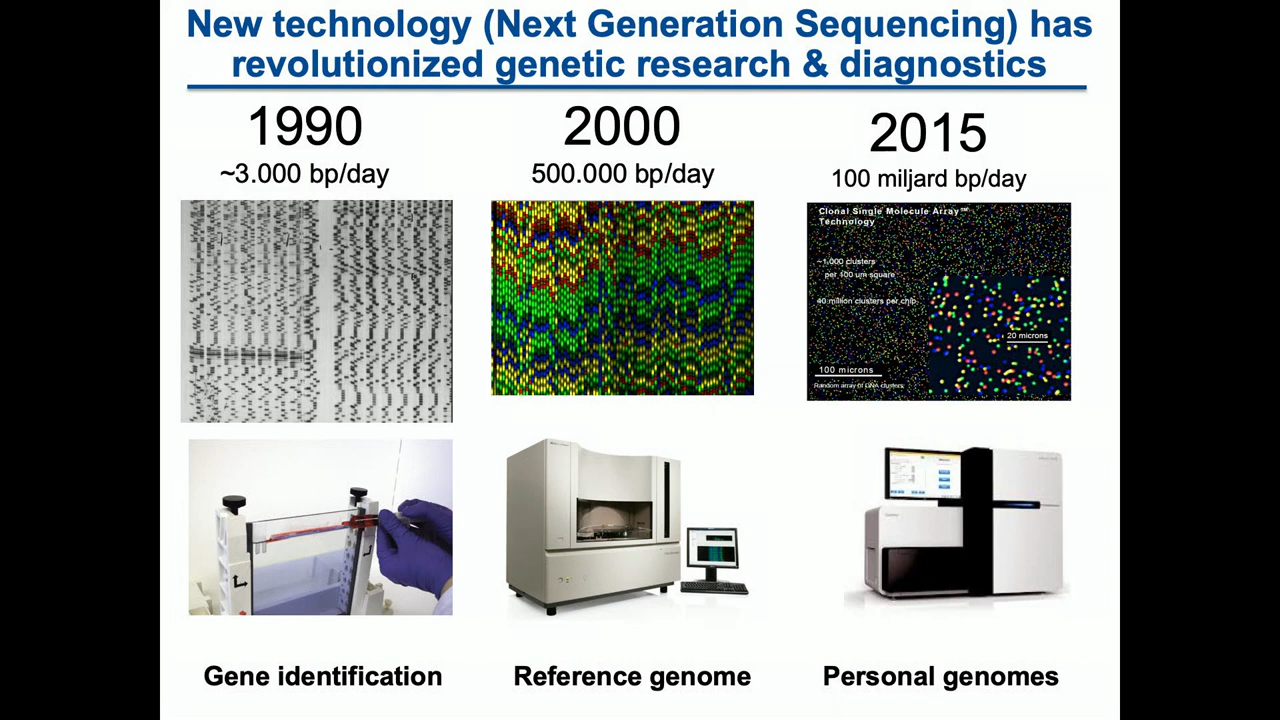 New technology (Next Generation Sequencing) has
revolutionized genetic research & diagnostics
1990
~3.000 bp/day
2000
500.000 bp/day
2015
100 miljard bp/day
Clonal Single Molecule Array™
Technology
~1,000 clusters
per 100 um square
40 million clusters per chip
20 microns
100 microns
Random array of DNA clusters
Gene identification
Reference genome
Personal genomes